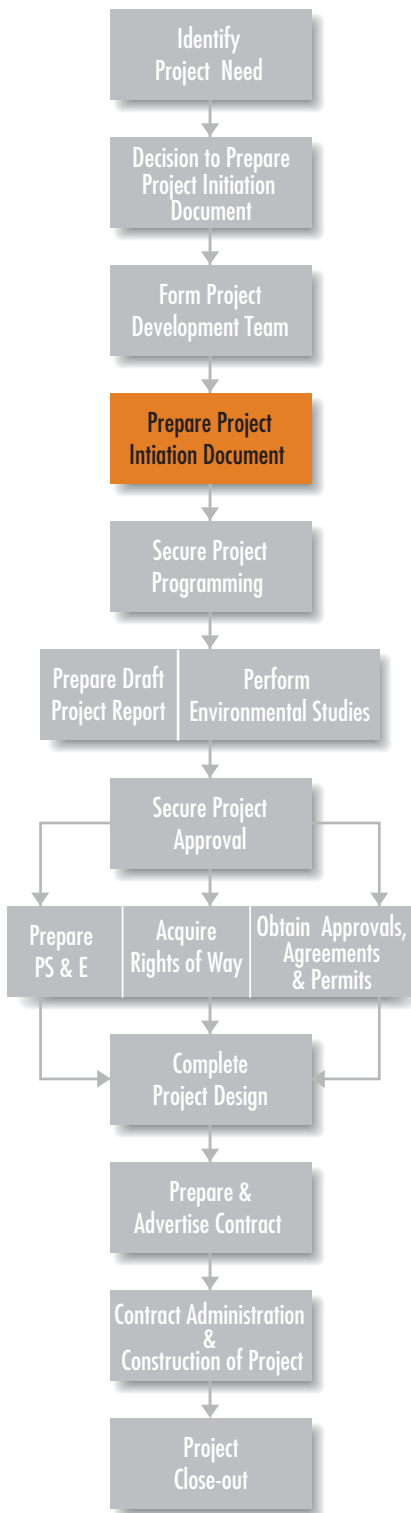 Identify
Project Need
Decision to Prepare
Project Initiation
Document
Form Project
Development Team
Prepare Project
Intiation Document
Secure Project
Programming
Prepare Draft
Project Report
Perform
Environmental Studies
Secure Project
Approval
Prepare
PS & E
Acquire
Rights of Way
Obtain Approvals,
Agreements
& Permits
Complete
Project Design
Prepare &
Advertise Contract
Contract Administration
&
Construction of Project
Project
Close-out